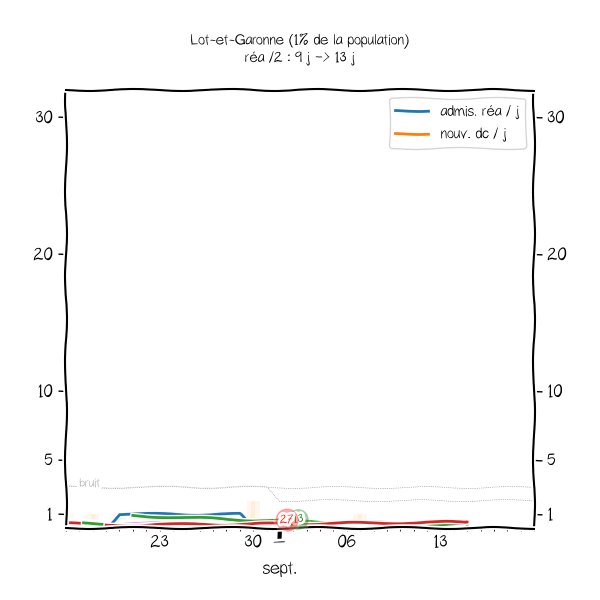 Lot-et-Garonne (1% de la population)
réa /2 : 9 j -> 13 j
admis. réa / j
nouv. dc / j
30 30
20 20
10 10
5 5
bruit
1 27 1
23 30 06 13
sept.